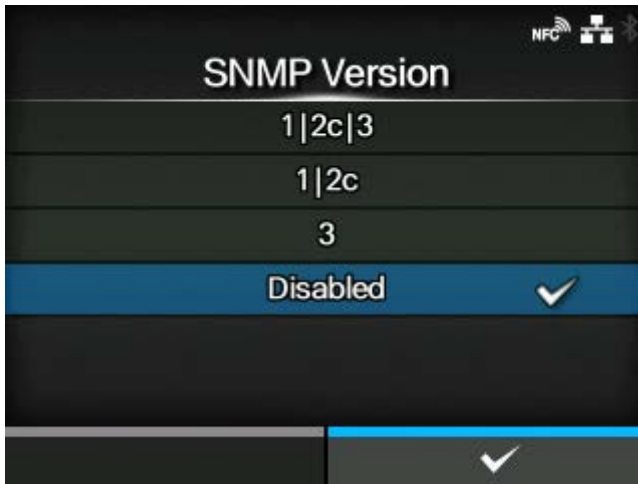 NFC
SNMP Version
1|2c|3
1|2c
3
Disabled